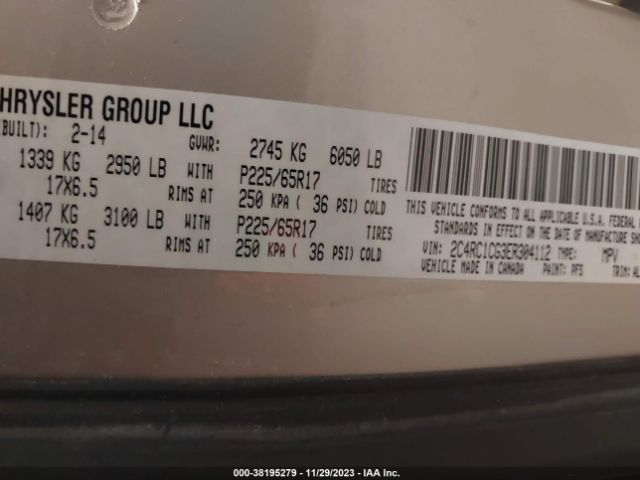 HRYSLER GROUP LLC
(BUILT): 2-14 GVWR: 2745 KG 6050 LB
1339 KG 2950 LB WITH P225/65R17 TIRES
17X6.5 RIMS AT 250 KPA ( 36 PSI) COLD
1407 KG 3100 LB WITH P225/65R17 TIRES
17X6.5 RIMS AT 250 KPA ( 36 PSI) COLD
THIS VEHICLE CONFORMS TO ALL APPLICABLE U.S.A. FEDERAL
STANDARDS IN EFFECT ON THE DATE OF MANUFACTURE SHO
VIN: 2C4RC1CG3ER304112 TYPE: MPV
VEHICLE MADE IN CANADA PAINT: PFS TRIM: AL
000-38195279 - 11/29/2023 - IAA Inc.